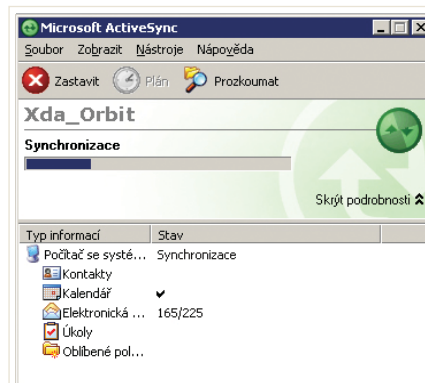 Microsoft ActiveSync
Soubor Zobrazit Nástroje Nápověda
Zastavit Plán Prozkoumat
Xda_Orbit
Synchronizace
Skrýt podrobnosti
Typ informací Stav
Počítač se systé... Synchronizace
Kontakty
Kalendář
Elektronická ... 165/225
Úkoly
Oblíbené pol...